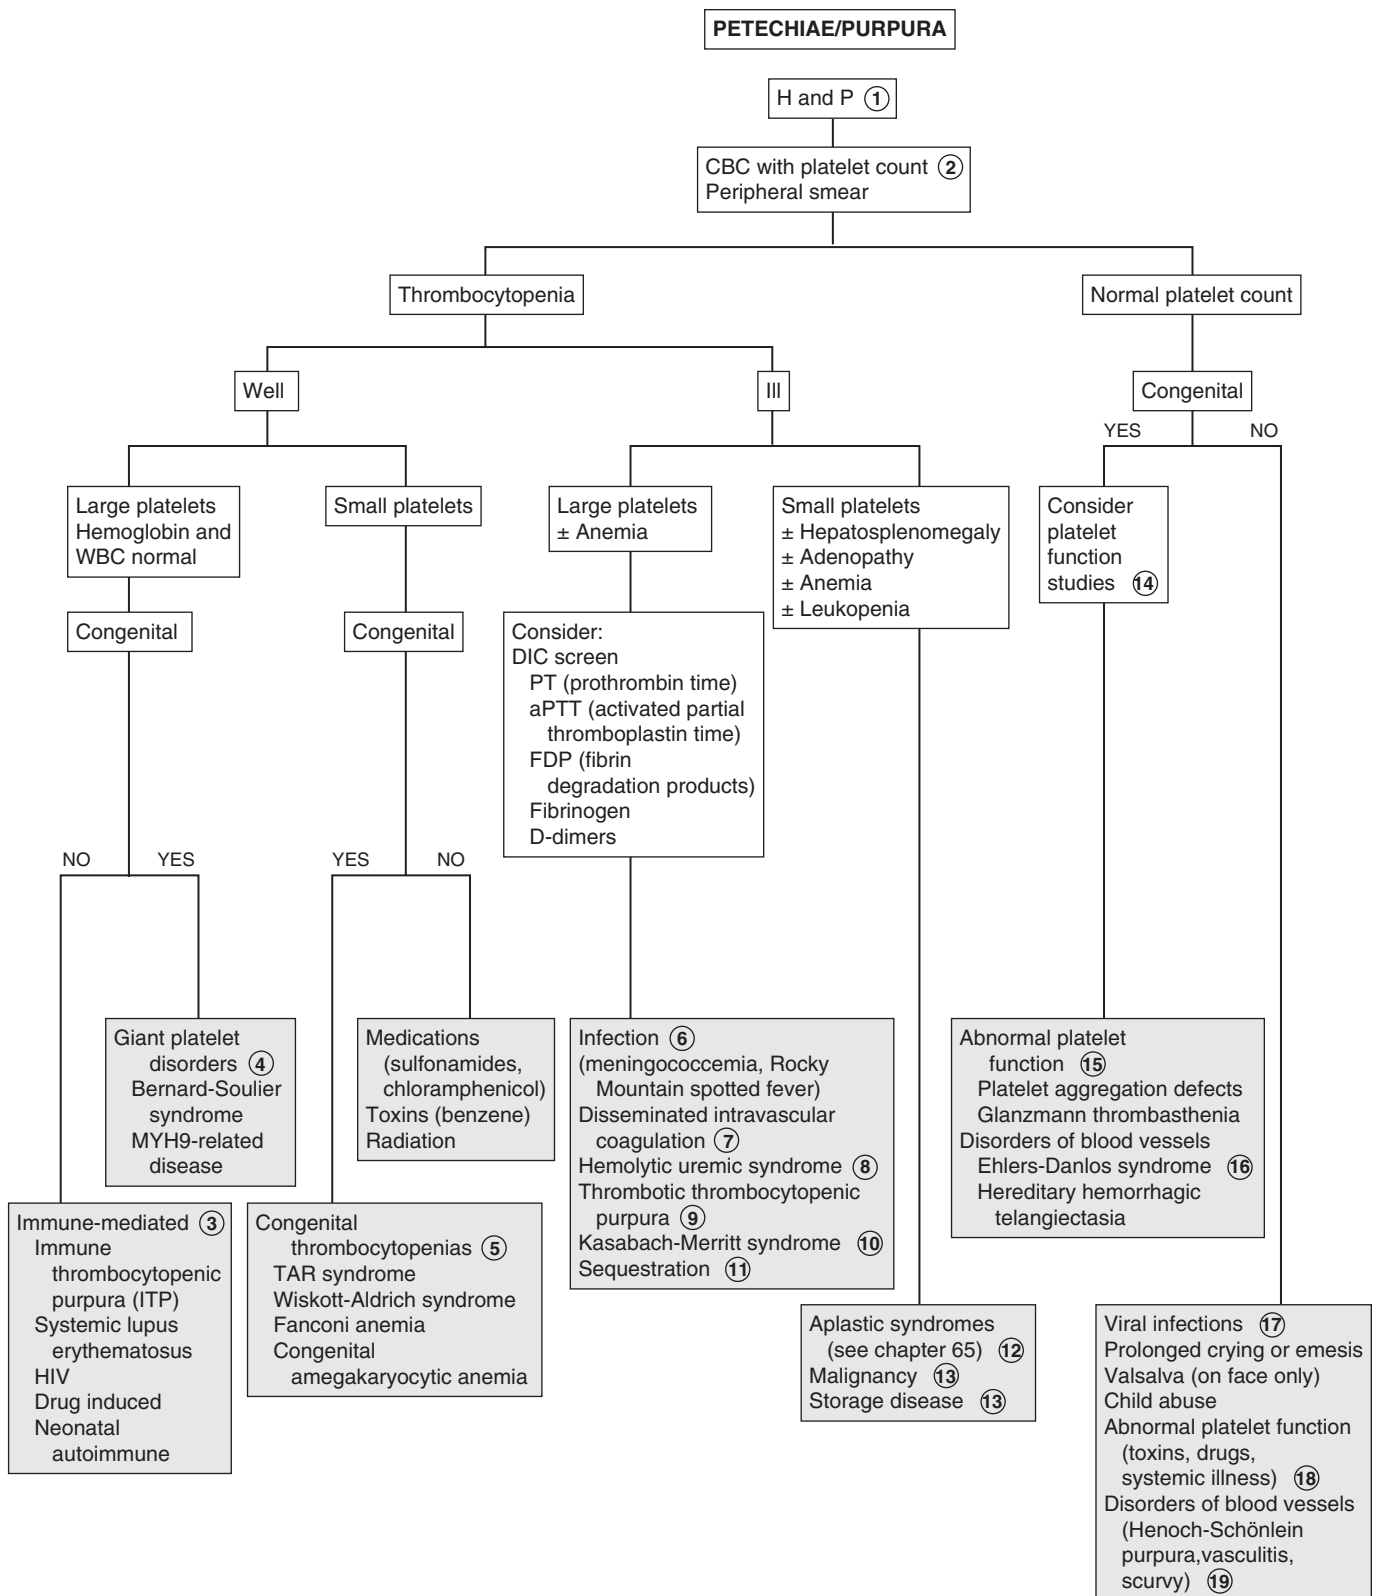 PETECHIAE/PURPURA
H and P 1
CBC with platelet count 2
Peripheral smear
Thrombocytopenia
Normal platelet count
Well
Ill
Congenital
YES
NO
Large platelets
Hemoglobin and
WBC normal
Small platelets
Large platelets
± Anemia
Small platelets
± Hepatosplenomegaly
± Adenopathy
± Anemia
± Leukopenia
Consider
platelet
function
studies 14
Congenital
Congenital
Consider:
DIC screen
PT (prothrombin time)
aPTT (activated partial
thromboplastin time)
FDP (fibrin
degradation products)
Fibrinogen
D-dimers
NO
YES
YES
NO
Giant platelet
disorders 4
Bernard-Soulier
syndrome
MYH9-related
disease
Medications
(sulfonamides,
chloramphenicol)
Toxins (benzene)
Radiation
Infection 6
(meningococcemia, Rocky
Mountain spotted fever)
Disseminated intravascular
coagulation 7
Hemolytic uremic syndrome 8
Thrombotic thrombocytopenic
purpura 9
Kasabach-Merritt syndrome 10
Sequestration 11
Abnormal platelet
function 15
Platelet aggregation defects
Glanzmann thrombasthenia
Disorders of blood vessels
Ehlers-Danlos syndrome 16
Hereditary hemorrhagic
telangiectasia
Immune-mediated 3
Immune
thrombocytopenic
purpura (ITP)
Systemic lupus
erythematosus
HIV
Drug induced
Neonatal
autoimmune
Congenital
thrombocytopenias 5
TAR syndrome
Wiskott-Aldrich syndrome
Fanconi anemia
Congenital
amegakaryocytic anemia
Aplastic syndromes
(see chapter 65) 12
Malignancy 13
Storage disease 13
Viral infections 17
Prolonged crying or emesis
Valsalva (on face only)
Child abuse
Abnormal platelet function
(toxins, drugs,
systemic illness) 18
Disorders of blood vessels
(Henoch-Schönlein
purpura,vasculitis,
scurvy) 19